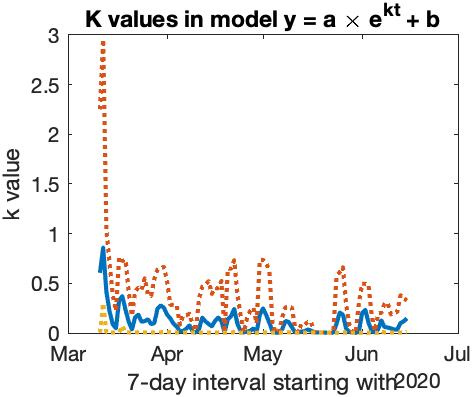 K values in model y = a × e^kt + b
3
2.5
2
1.5
1
0.5
0
k value
Mar Apr May Jun Jul
7-day interval starting with 2020